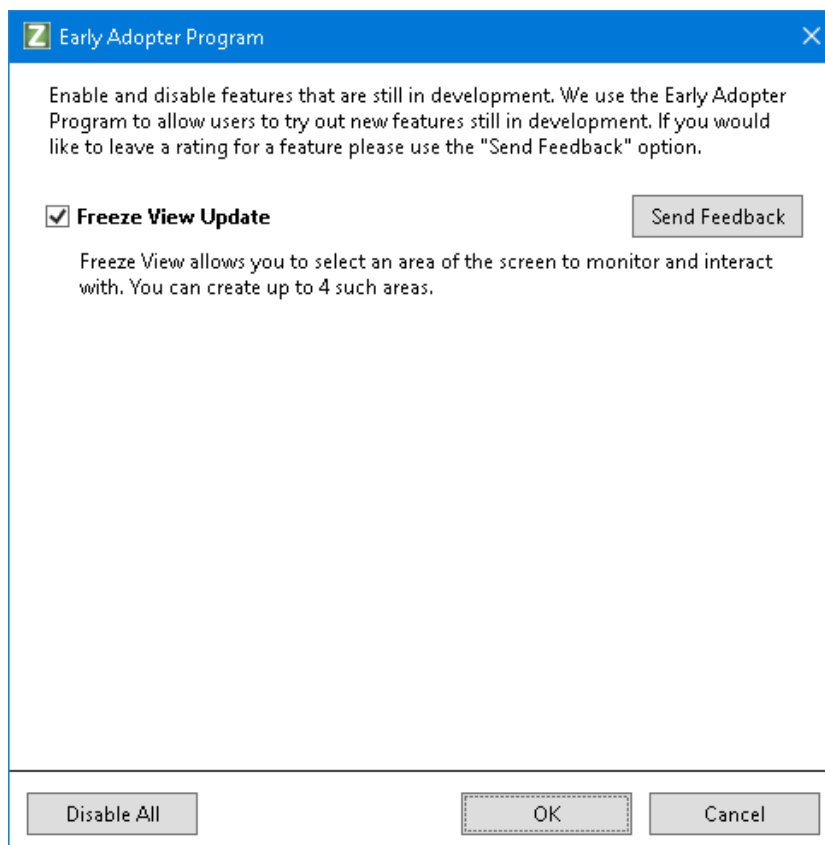 Z Early Adopter Program
Enable and disable features that are still in development. We use the Early Adopter
Program to allow users to try out new features still in development. If you would
like to leave a rating for a feature please use the "Send Feedback" option.
Freeze View Update
Send Feedback
Freeze View allows you to select an area of the screen to monitor and interact
with. You can create up to 4 such areas.
Disable All
OK
Cancel